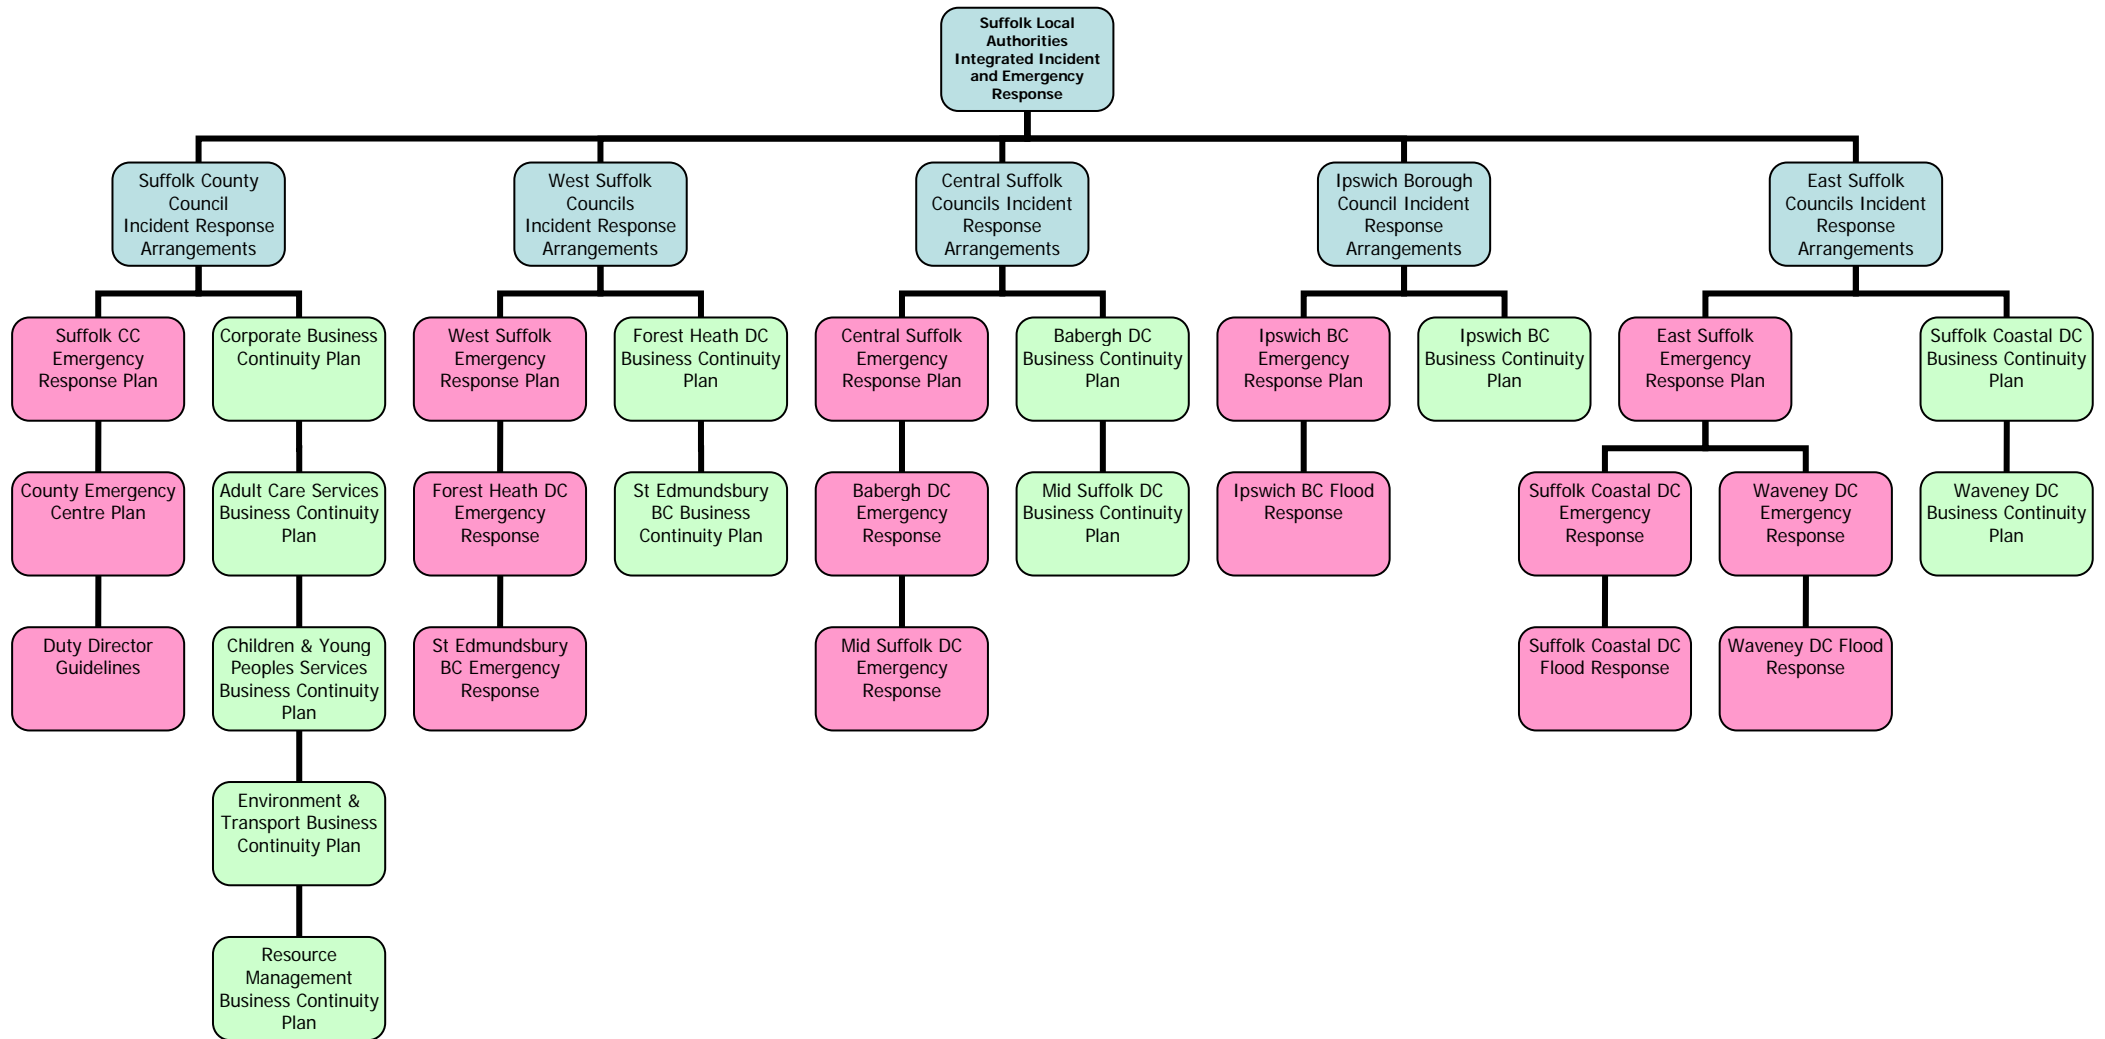 Suffolk Local
Authorities
Integrated Incident
and Emergency
Response
Suffolk County
Council
Incident Response
Arrangements
West Suffolk
Councils
Incident Response
Arrangements
Central Suffolk
Councils Incident
Response
Arrangements
Ipswich Borough
Council Incident
Response
Arrangements
East Suffolk
Councils Incident
Response
Arrangements
Suffolk CC
Emergency
Response Plan
Corporate Business
Continuity Plan
West Suffolk
Emergency
Response Plan
Forest Heath DC
Business Continuity
Plan
Central Suffolk
Emergency
Response Plan
Babergh DC
Business Continuity
Plan
Ipswich BC
Emergency
Response Plan
Ipswich BC
Business Continuity
Plan
East Suffolk
Emergency
Response Plan
Suffolk Coastal DC
Business Continuity
Plan
County Emergency
Centre Plan
Adult Care Services
Business Continuity
Plan
Forest Heath DC
Emergency
Response
St Edmundsbury
BC Business
Continuity Plan
Babergh DC
Emergency
Response
Mid Suffolk DC
Business Continuity
Plan
Ipswich BC Flood
Response
Suffolk Coastal DC
Emergency
Response
Waveney DC
Emergency
Response
Waveney DC
Business Continuity
Plan
Duty Director
Guidelines
Children & Young
Peoples Services
Business Continuity
Plan
St Edmundsbury
BC Emergency
Response
Mid Suffolk DC
Emergency
Response
Suffolk Coastal DC
Flood Response
Waveney DC Flood
Response
Environment &
Transport Business
Continuity Plan
Resource
Management
Business Continuity
Plan